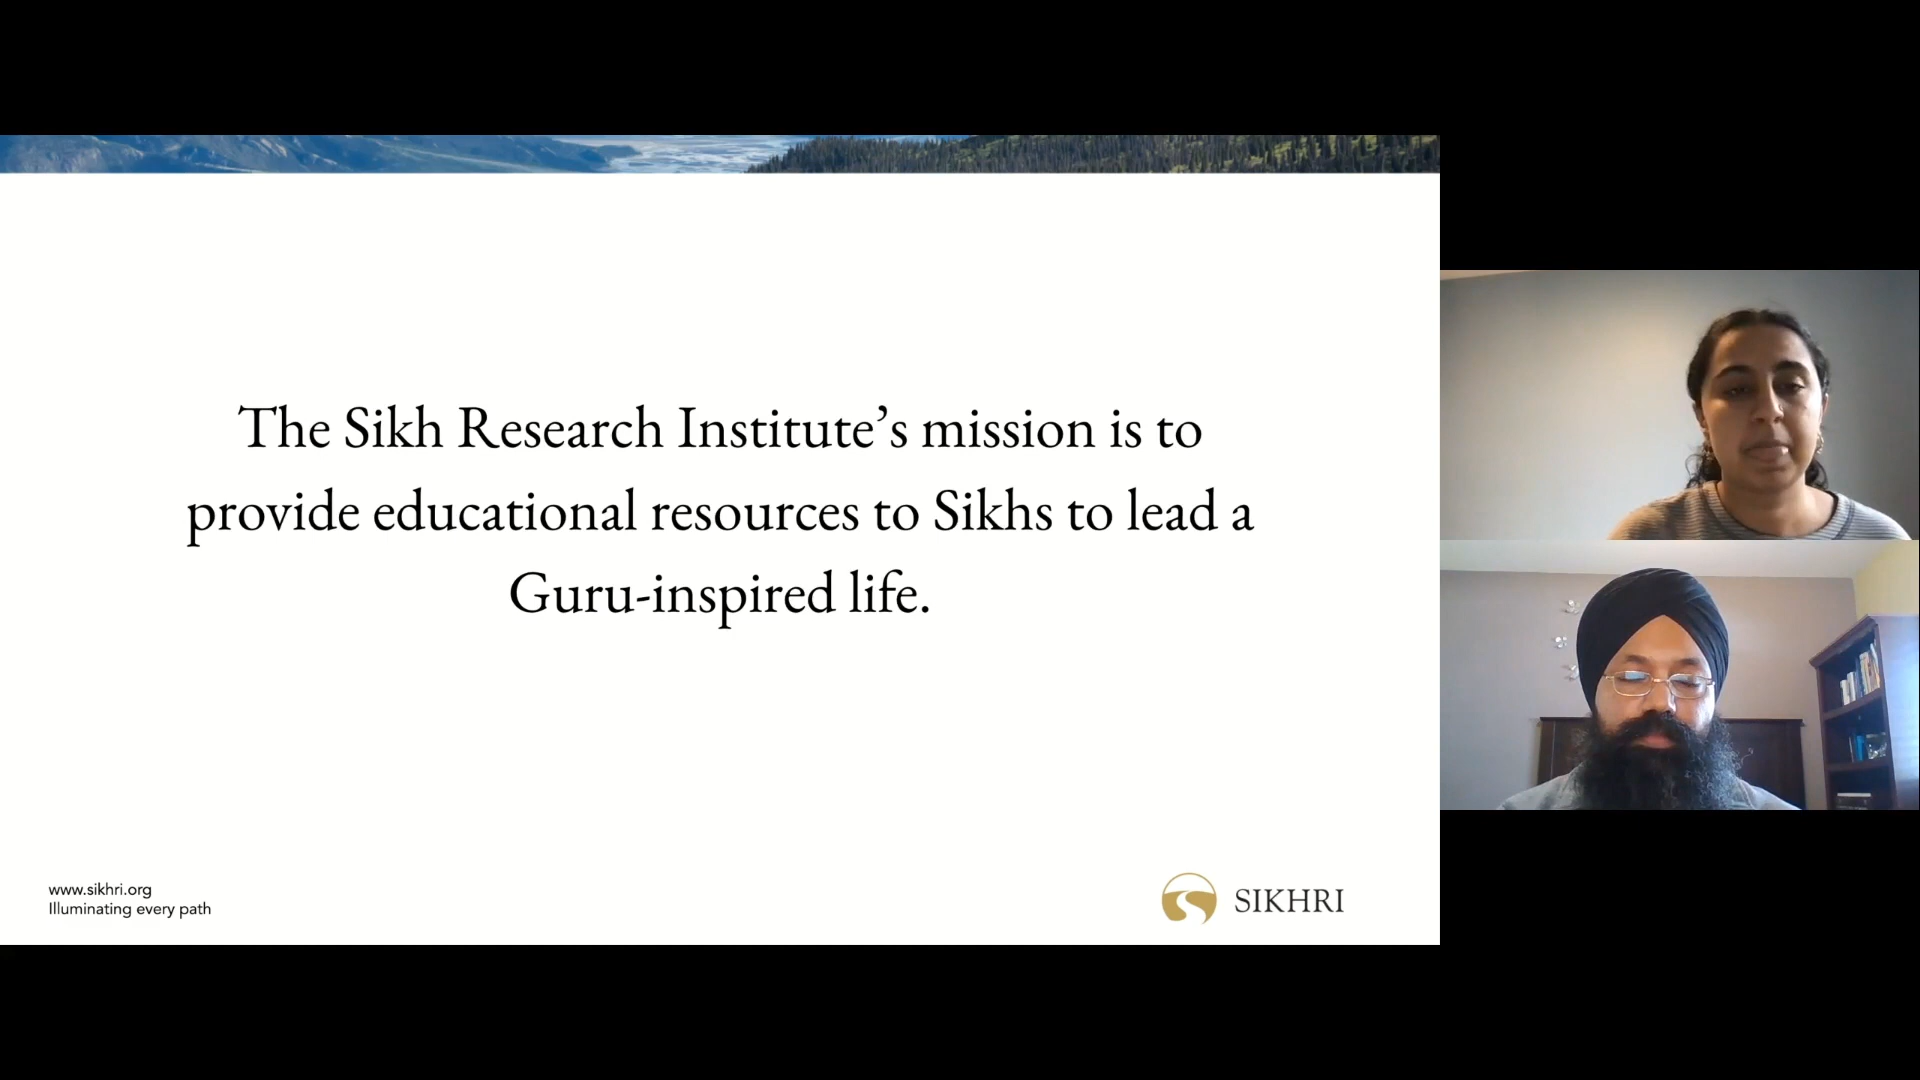 The Sikh Research Institute’s mission is to
provide educational resources to Sikhs to lead a
Guru-inspired life.
www.sikhri.org
Illuminating every path
SIKHRI